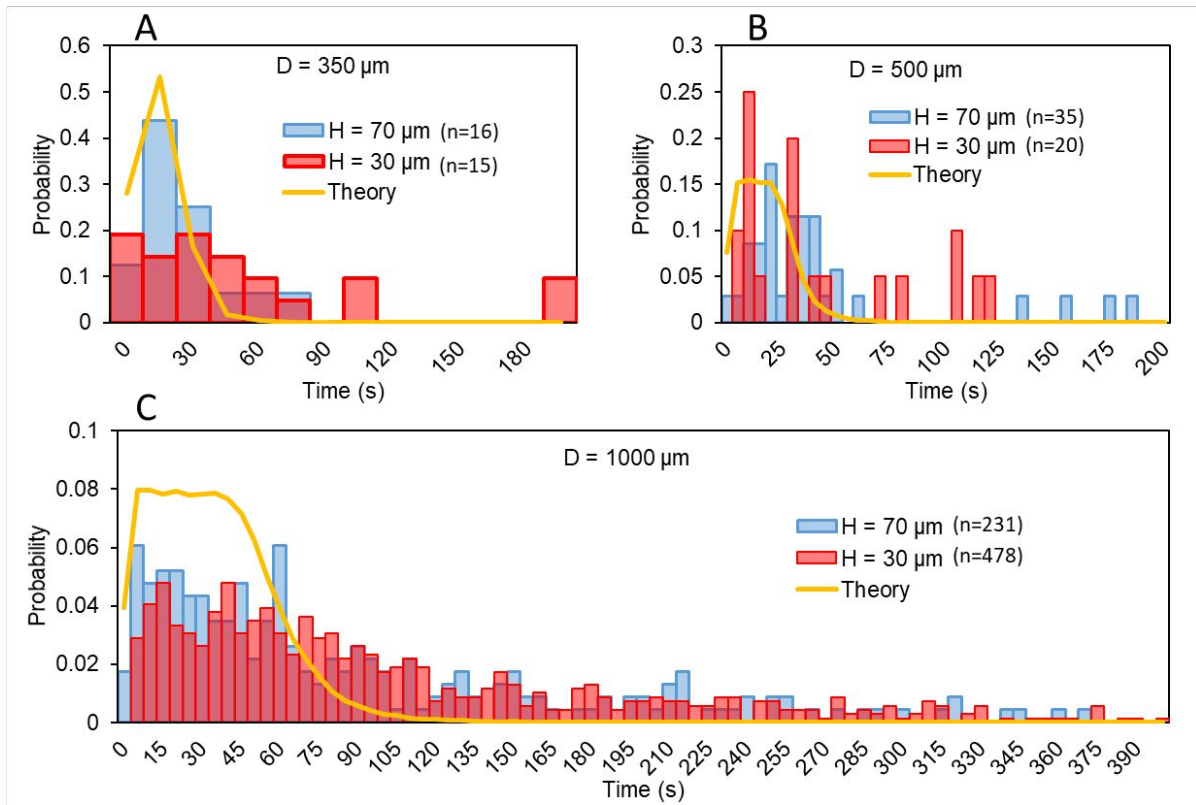 A
D = 350 µm
Probability
0.6
0.5
0.4
0.3
0.2
0.1
0
H = 70 µm (n=16)
H = 30 µm (n=15)
Theory
0 30 60 90 120 150 180
Time (s)
B
D = 500 µm
Probability
0.3
0.25
0.2
0.15
0.1
0.05
0
H = 70 µm (n=35)
H = 30 µm (n=20)
Theory
0 25 50 75 100 125 150 175 200
Time (s)
C
D = 1000 µm
Probability
0.1
0.08
0.06
0.04
0.02
0
H = 70 µm (n=231)
H = 30 µm (n=478)
Theory
0 15 30 45 60 75 90 105 120 135 150 165 180 195 210 225 240 255 270 285 300 315 330 345 360 375 390
Time (s)